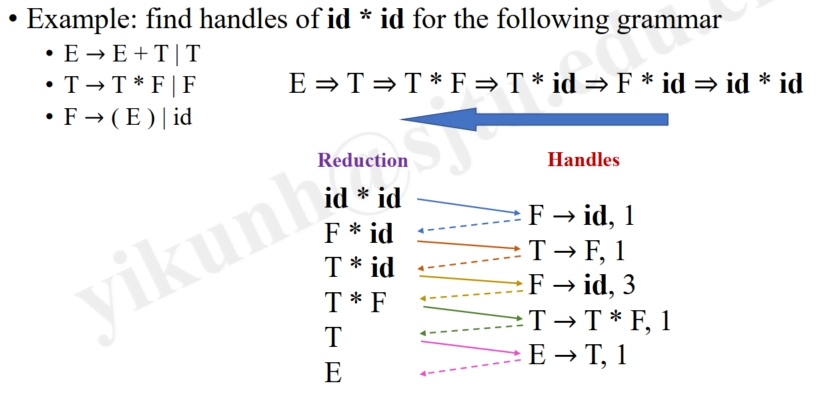 • Example: find handles of id * id for the following grammar
• E → E + T | T
• T → T * F | F
• F → ( E ) | id
E ⇒ T ⇒ T * F ⇒ T * id ⇒ F * id ⇒ id * id
Reduction
Handles
id * id
F → id, 1
F * id
T → F, 1
T * id
F → id, 3
T * F
T → T * F, 1
T
E → T, 1
E
yikunh@sjtu.edu.c